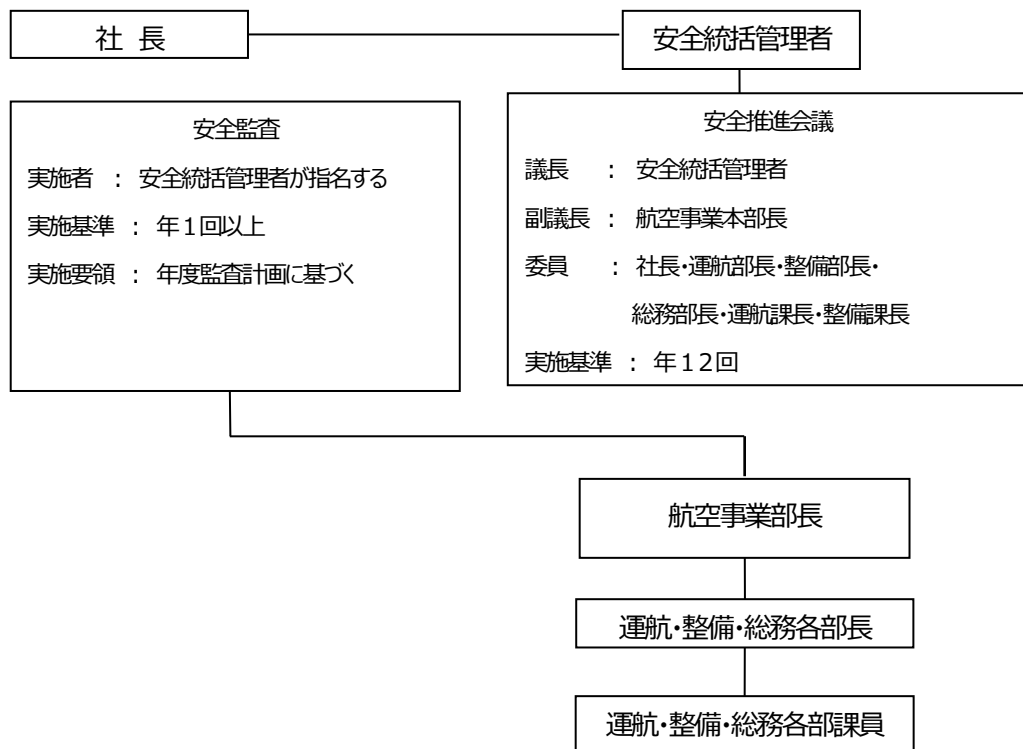 社 長
安全統括管理者
安全監査
実施者 : 安全統括管理者が指名する
実施基準 : 年1回以上
実施要領 : 年度監査計画に基づく
安全推進会議
議長 : 安全統括管理者
副議長 : 航空事業本部長
委員 : 社長・運航部長・整備部長・
総務部長・運航課長・整備課長
実施基準 : 年12回
航空事業部長
運航・整備・総務各部長
運航・整備・総務各部課員